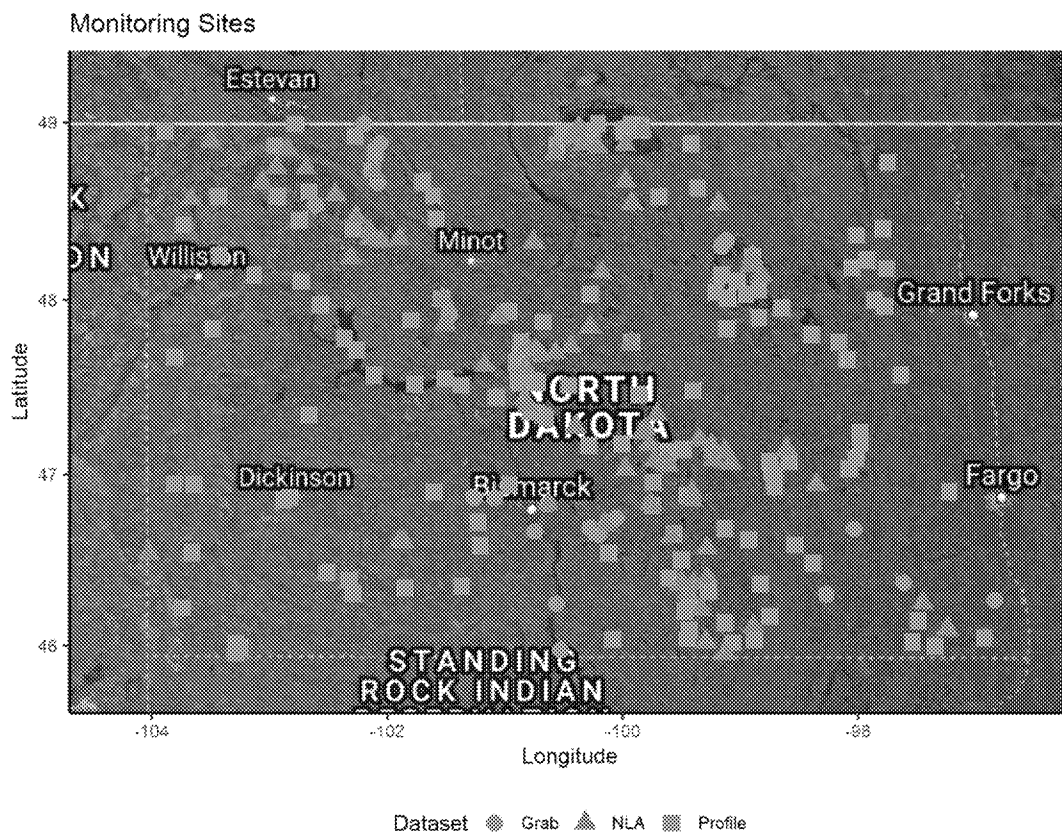 Monitoring Sites
Estevan
49
K
ON
Williston
Minot
48
Grand Forks
NORTH
DAKOTA
47
Dickinson
Bismarck
Fargo
46
STANDING
ROCK INDIAN
-104
-102
-100
-98
Latitude
Longitude
Dataset Grab NLA Profile